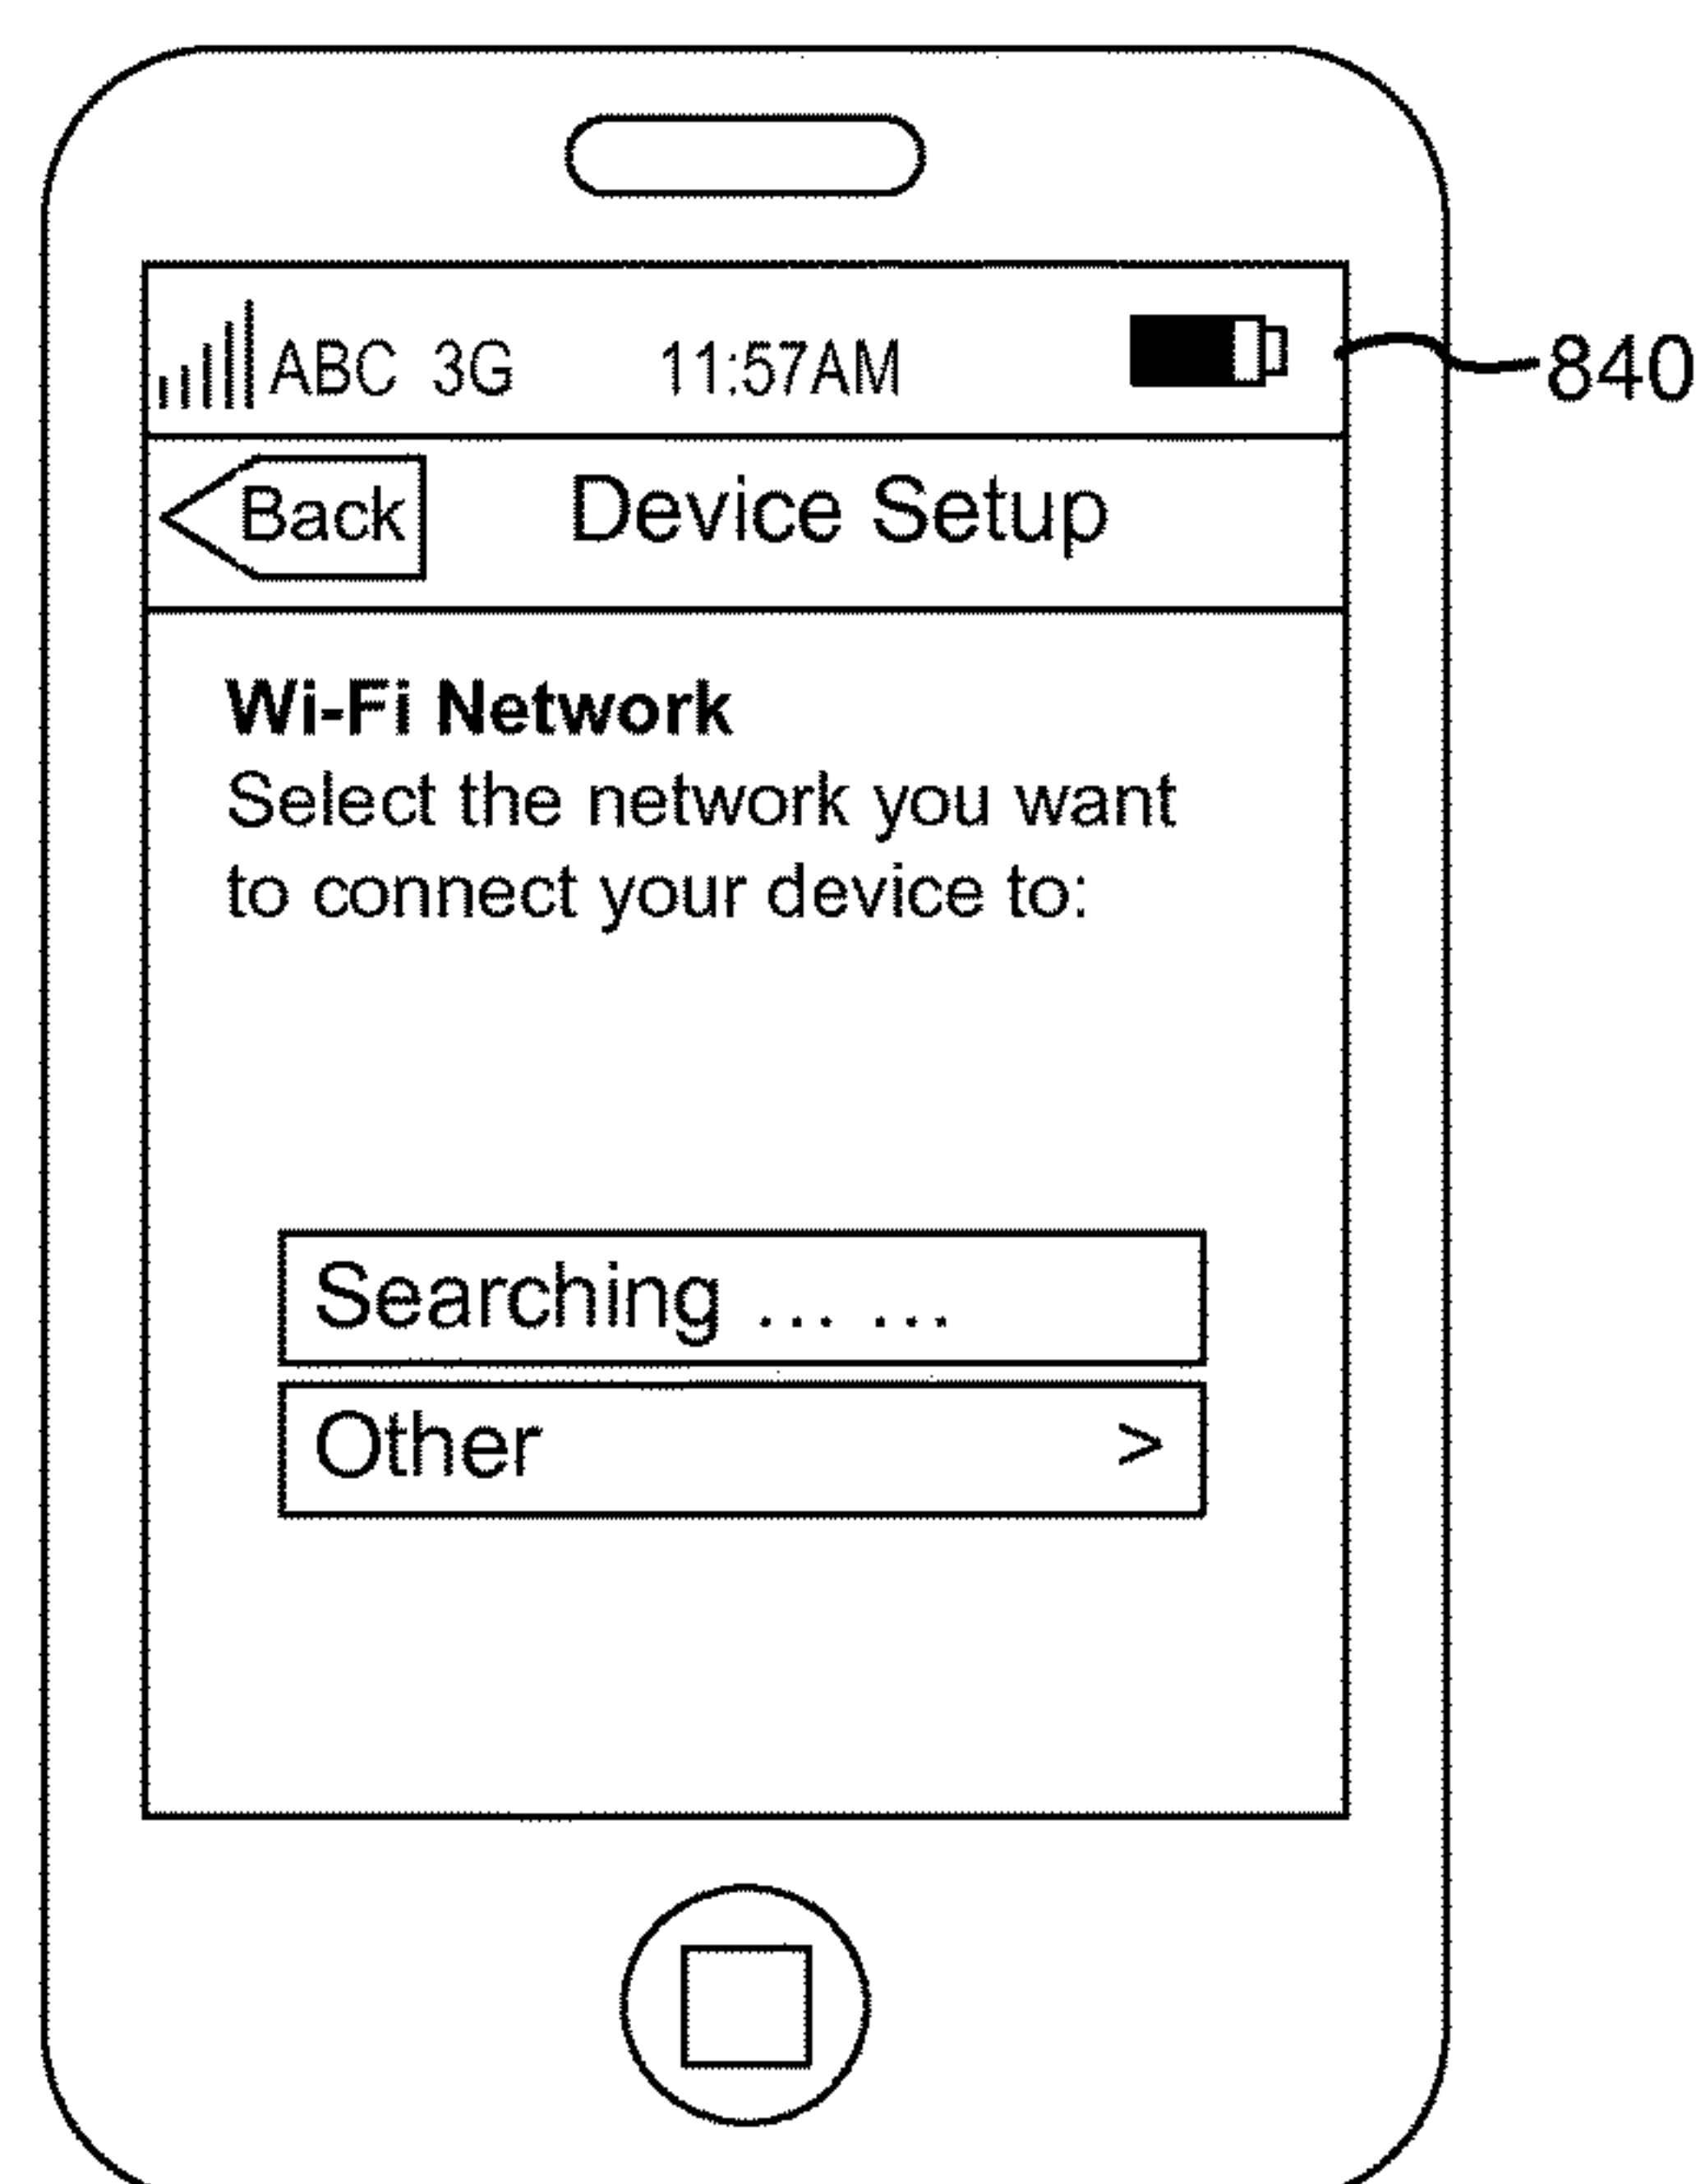 ABC 3G 11:57AM
840
Back Device Setup
Wi-Fi Network
Select the network you want
to connect your device to:
Searching ... ...
Other >